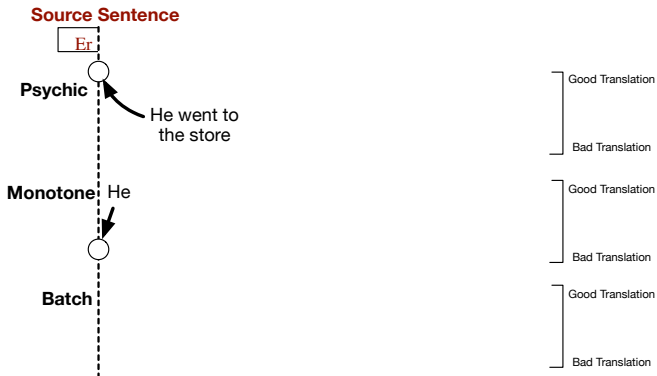 Source Sentence
Er
Psychic
He went to
the store
Good Translation
Bad Translation
Monotone
He
Good Translation
Bad Translation
Batch
Good Translation
Bad Translation